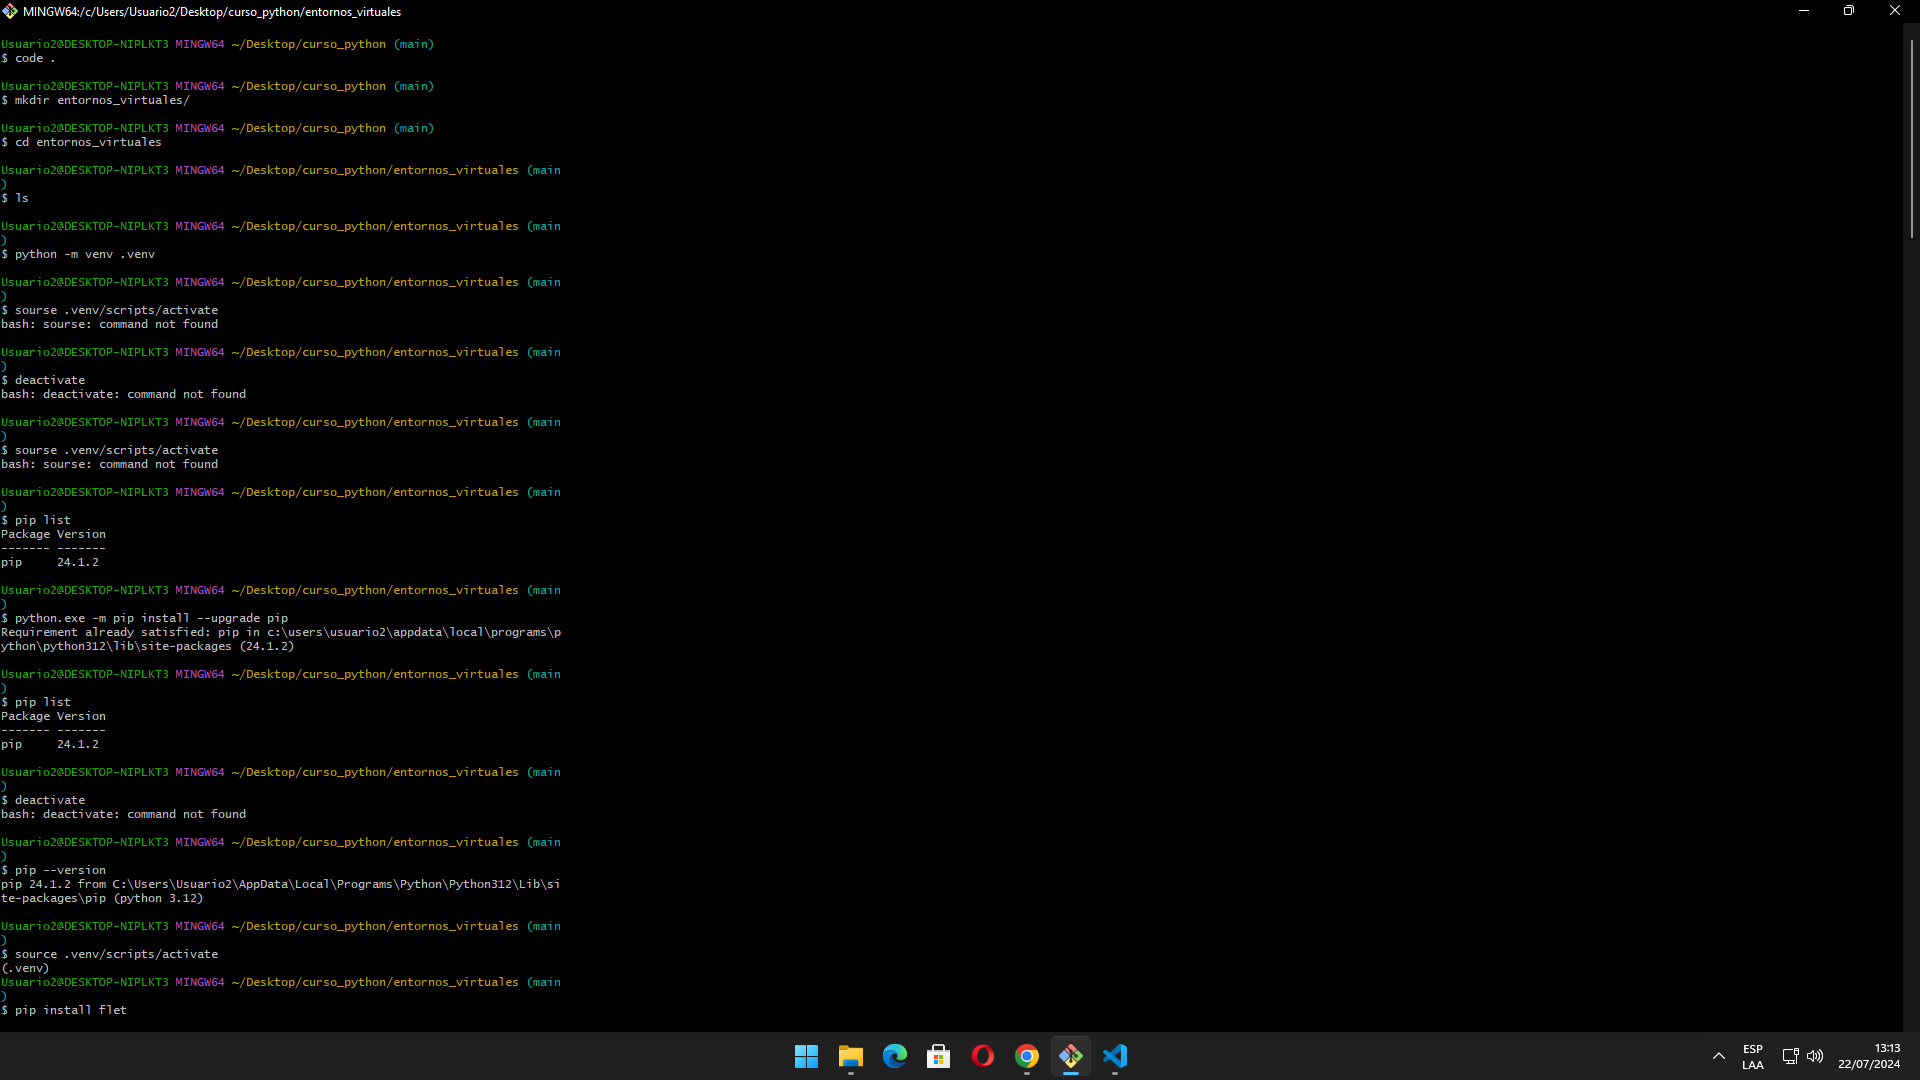 MINGW64:/c/Users/Usuario2/Desktop/curso_python/entornos_virtuales
Usuario2@DESKTOP-NIPLKT3 MINGW64 ~/Desktop/curso_python (main)
$ code .
Usuario2@DESKTOP-NIPLKT3 MINGW64 ~/Desktop/curso_python (main)
$ mkdir entornos_virtuales/
Usuario2@DESKTOP-NIPLKT3 MINGW64 ~/Desktop/curso_python (main)
$ cd entornos_virtuales
Usuario2@DESKTOP-NIPLKT3 MINGW64 ~/Desktop/curso_python/entornos_virtuales (main
)
$ ls
Usuario2@DESKTOP-NIPLKT3 MINGW64 ~/Desktop/curso_python/entornos_virtuales (main
)
$ python -m venv .venv
Usuario2@DESKTOP-NIPLKT3 MINGW64 ~/Desktop/curso_python/entornos_virtuales (main
)
$ sourse .venv/scripts/activate
bash: sourse: command not found
Usuario2@DESKTOP-NIPLKT3 MINGW64 ~/Desktop/curso_python/entornos_virtuales (main
)
$ deactivate
bash: deactivate: command not found
Usuario2@DESKTOP-NIPLKT3 MINGW64 ~/Desktop/curso_python/entornos_virtuales (main
)
$ sourse .venv/scripts/activate
bash: sourse: command not found
Usuario2@DESKTOP-NIPLKT3 MINGW64 ~/Desktop/curso_python/entornos_virtuales (main
)
$ pip list
Package Version
------- -------
pip     24.1.2
Usuario2@DESKTOP-NIPLKT3 MINGW64 ~/Desktop/curso_python/entornos_virtuales (main
)
$ python.exe -m pip install --upgrade pip
Requirement already satisfied: pip in c:\users\usuario2\appdata\local\programs\p
ython\python312\lib\site-packages (24.1.2)
Usuario2@DESKTOP-NIPLKT3 MINGW64 ~/Desktop/curso_python/entornos_virtuales (main
)
$ pip list
Package Version
------- -------
pip     24.1.2
Usuario2@DESKTOP-NIPLKT3 MINGW64 ~/Desktop/curso_python/entornos_virtuales (main
)
$ deactivate
bash: deactivate: command not found
Usuario2@DESKTOP-NIPLKT3 MINGW64 ~/Desktop/curso_python/entornos_virtuales (main
)
$ pip --version
pip 24.1.2 from C:\Users\Usuario2\AppData\Local\Programs\Python\Python312\Lib\si
te-packages\pip (python 3.12)
Usuario2@DESKTOP-NIPLKT3 MINGW64 ~/Desktop/curso_python/entornos_virtuales (main
)
$ source .venv/scripts/activate
(.venv)
Usuario2@DESKTOP-NIPLKT3 MINGW64 ~/Desktop/curso_python/entornos_virtuales (main
)
$ pip install flet
ESP
LAA
13:13
22/07/2024